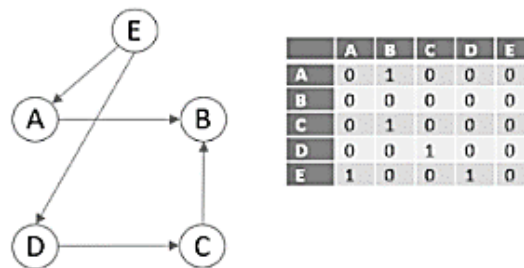 E
A B
D C
A B C D E
A 0 1 0 0 0
B 0 0 0 0 0
C 0 1 0 0 0
D 0 0 1 0 0
E 1 0 0 1 0